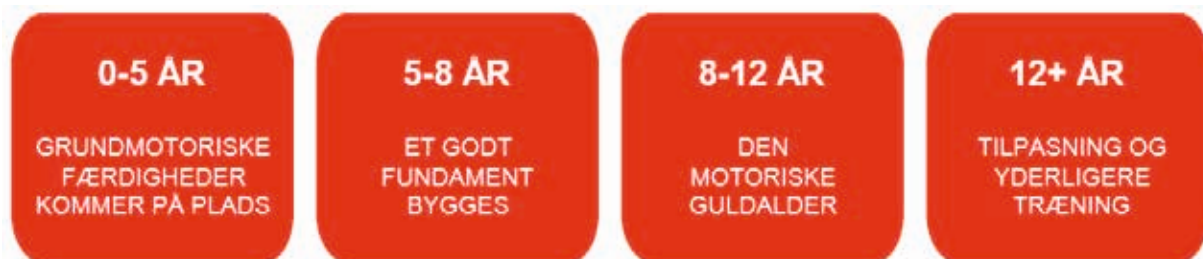 0-5 ÅR
GRUNDMOTORISKE
FÆRDIGHEDER
KOMMER PÅ PLADS
5-8 ÅR
ET GODT
FUNDAMENT
BYGGES
8-12 ÅR
DEN
MOTORISKE
GULDALDER
12+ ÅR
TILPASNING OG
YDERLIGERE
TRÆNING